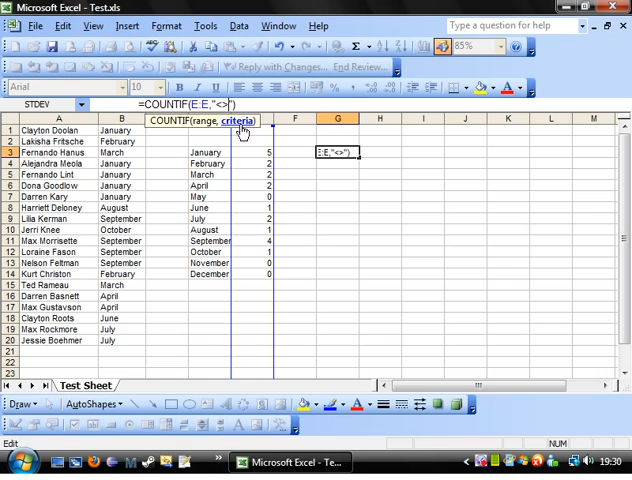 Microsoft Excel - Test.xls
File Edit View Insert Format Tools Data Window Help Type a question for help
85%
Reply with Changes... End Review...
Arial 10 B I U
STDEV =COUNTIF(E:E,"<>")
COUNTIF(range, criteria)
A B F G H I J K L M
1 Clayton Doolan January
2 Lakisha Fritsche February
3 Fernando Hanus March January 5 E:E,"<>")
4 Alejandra Meola January February 2
5 Fernando Lint January March 2
6 Dona Goodlow January April 2
7 Darren Kary January May 0
8 Harriett Deloney August June 1
9 Lilia Kerman September July 2
10 Jerri Knee October August 1
11 Max Morrisette September September 4
12 Loraine Fason September October 1
13 Nelson Feltman September November 0
14 Kurt Christon February December 0
15 Ted Rameau March
16 Darren Basnett April
17 Max Gustavson April
18 Clayton Roots June
19 Max Rockmore July
20 Jessie Boehmer July
21
22
23
Test Sheet
Draw AutoShapes
Edit NUM
Microsoft Excel - Te... 19:30